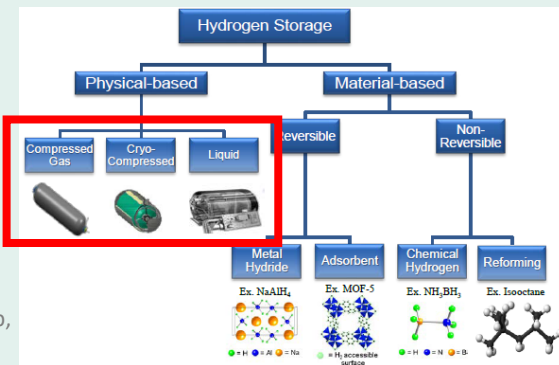 Hydrogen Storage
Physical-based
Material-based
Compressed Gas
Cryo-Compressed
Liquid
Reversible
Non-Reversible
Metal Hydride
Adsorbent
Chemical Hydrogen
Reforming
Ex. NaAlH₄
Ex. MOF-5
Ex. NH₃BH₃
Ex. Isooctane
= H = Al = Na
= H₂ accessible surface
= H = N